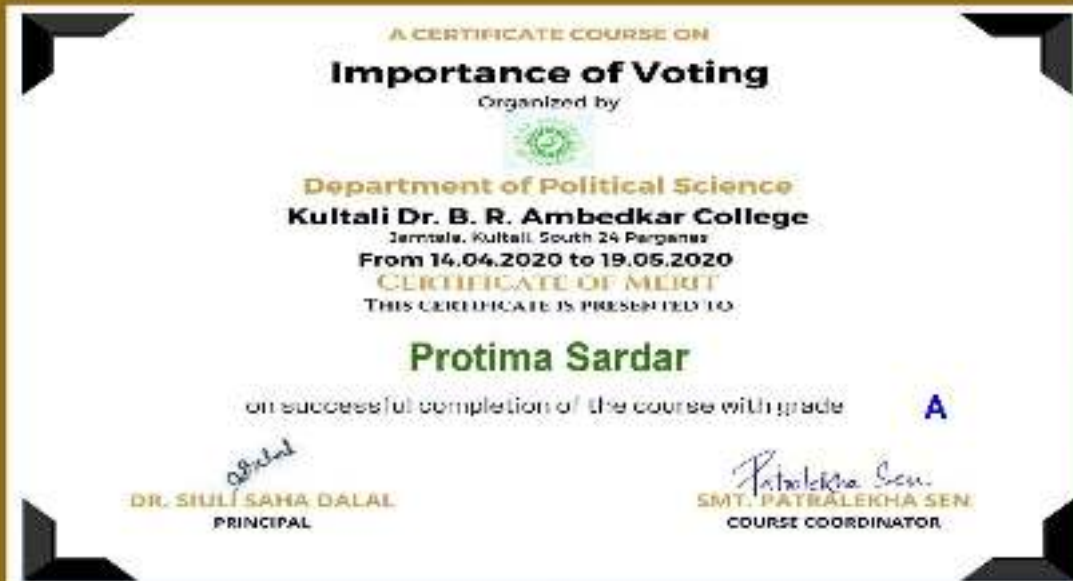 A CERTIFICATE COURSE ON
Importance of Voting
Organized by
Department of Political Science
Kultali Dr. B. R. Ambedkar College
Jamtala, Kultali, South 24 Parganas
From 14.04.2020 to 19.05.2020
CERTIFICATE OF MERIT
THIS CERTIFICATE IS PRESENTED TO
Protima Sardar
on successful completion of the course with grade A
Patralekha Sen.
DR. SIULI SAHA DALAL
SMT. PATRALEKHA SEN
PRINCIPAL
COURSE COORDINATOR